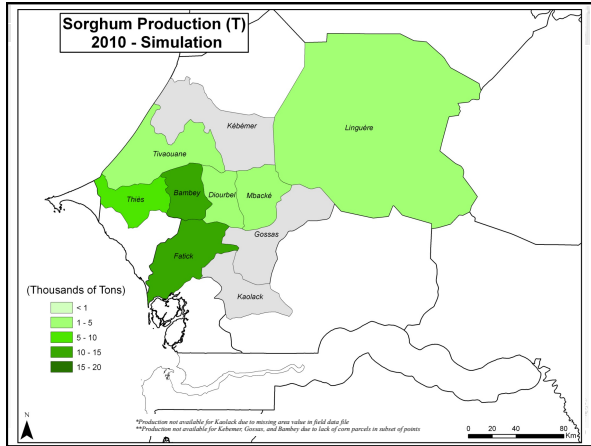 Sorghum Production (T)
2010 - Simulation
Kébémer
Linguère
Tivaouane
Thiès
Bambey
Diourbel
Mbacké
Gossas
Fatick
Kaolack
(Thousands of Tons)
< 1
1 - 5
5 - 10
10 - 15
15 - 20
N
*Production not available for Kaolack due to missing area value in field data file
**Production not available for Kebemer, Gossas, and Bambey due to lack of corn parcels in subset of points
0 20 40 80 Km